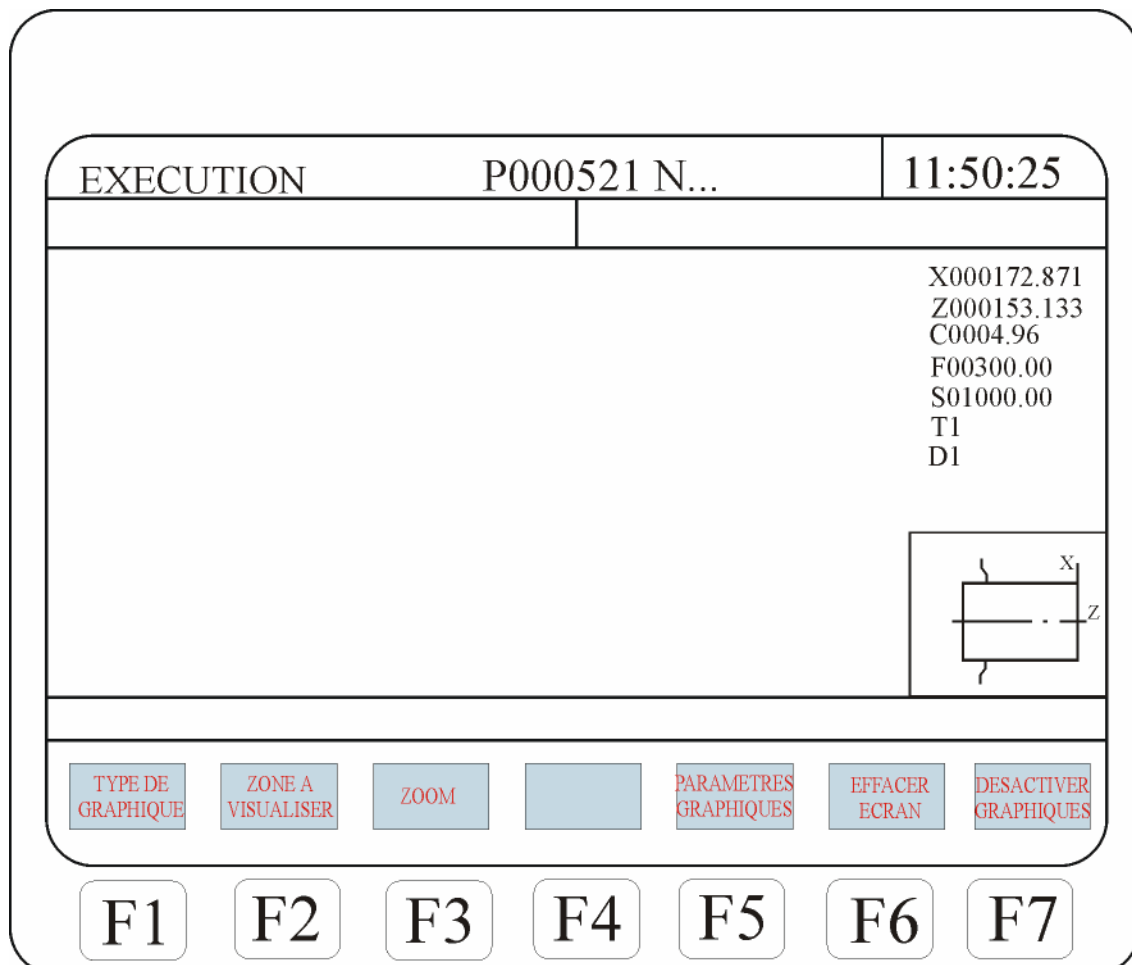 EXECUTION P000521 N... 11:50:25
X000172.871
Z000153.133
C0004.96
F00300.00
S01000.00
T1
D1
X
Z
TYPE DE
GRAPHIQUE
ZONE A
VISUALISER
ZOOM
PARAMETRES
GRAPHIQUES
EFFACER
ECRAN
DESACTIVER
GRAPHIQUES
F1 F2 F3 F4 F5 F6 F7